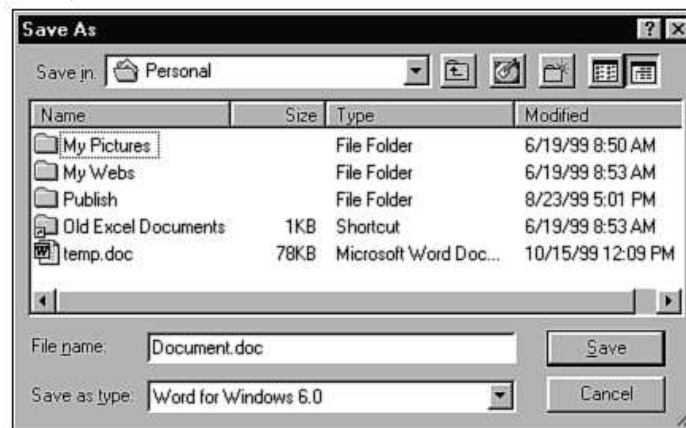 Save As
Save in: Personal
Name Size Type Modified
My Pictures File Folder 6/19/99 8:50 AM
My Webs File Folder 6/19/99 8:53 AM
Publish File Folder 8/23/99 5:01 PM
Old Excel Documents 1KB Shortcut 6/19/99 8:53 AM
temp.doc 78KB Microsoft Word Doc... 10/15/99 12:09 PM
File name: Document.doc Save
Save as type: Word for Windows 6.0 Cancel